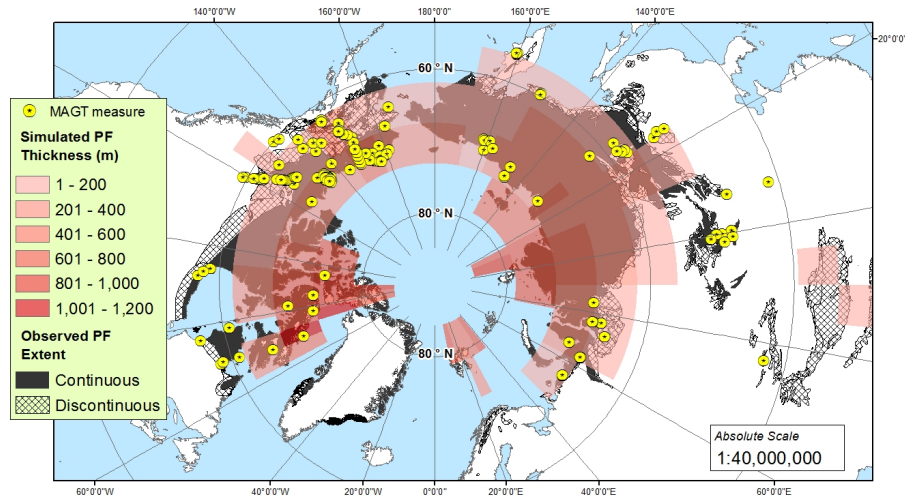 140°0'0"W 160°0'0"W 180°0'0" 160°0'0"E 140°0'0"E
20°0'0"
60° N
80° N
80° N
MAGT measure
Simulated PF
Thickness (m)
1 - 200
201 - 400
401 - 600
601 - 800
801 - 1,000
1,001 - 1,200
Observed PF
Extent
Continuous
Discontinuous
Absolute Scale
1:40,000,000
60°0'0"W 40°0'0"W 20°0'0"W 0°0'0" 20°0'0"E 40°0'0"E 60°0'0"E